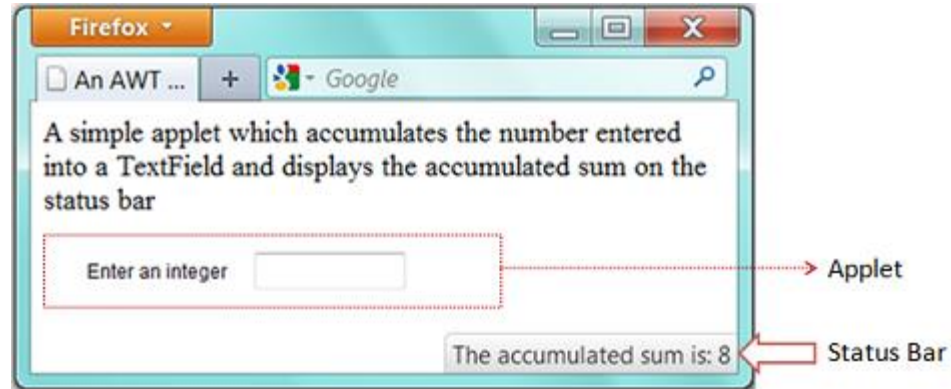 Firefox
An AWT ... + Google
A simple applet which accumulates the number entered
into a TextField and displays the accumulated sum on the
status bar
Enter an integer
Applet
The accumulated sum is: 8
Status Bar